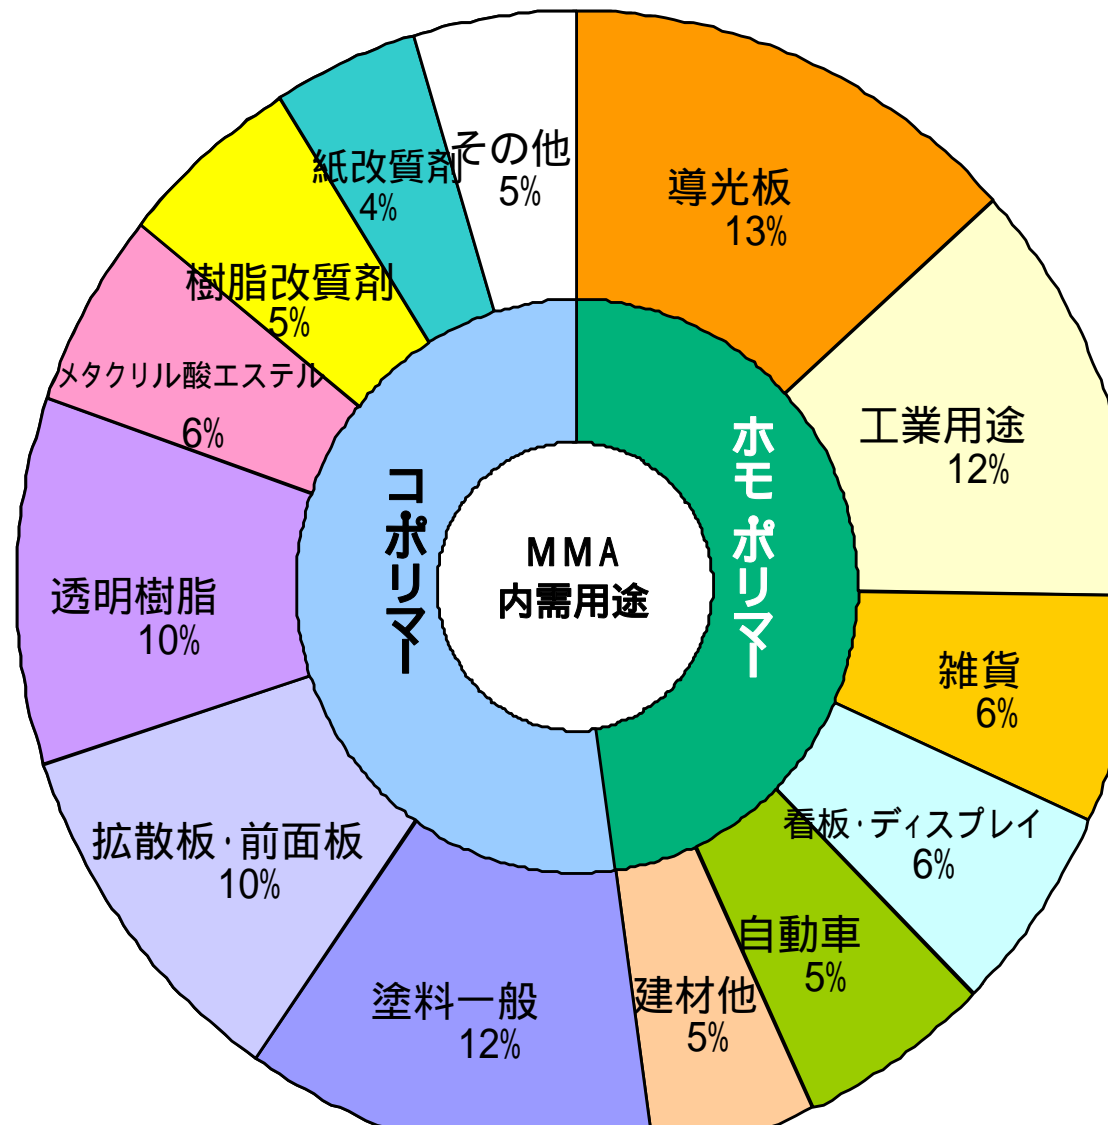 MMA
内需用途
ホモポリマー
コポリマー
導光板
13%
工業用途
12%
雑貨
6%
看板・ディスプレイ
6%
自動車
5%
建材他
5%
塗料一般
12%
拡散板・前面板
10%
透明樹脂
10%
メタクリル酸エステル
6%
樹脂改質剤
5%
紙改質剤
4%
その他
5%